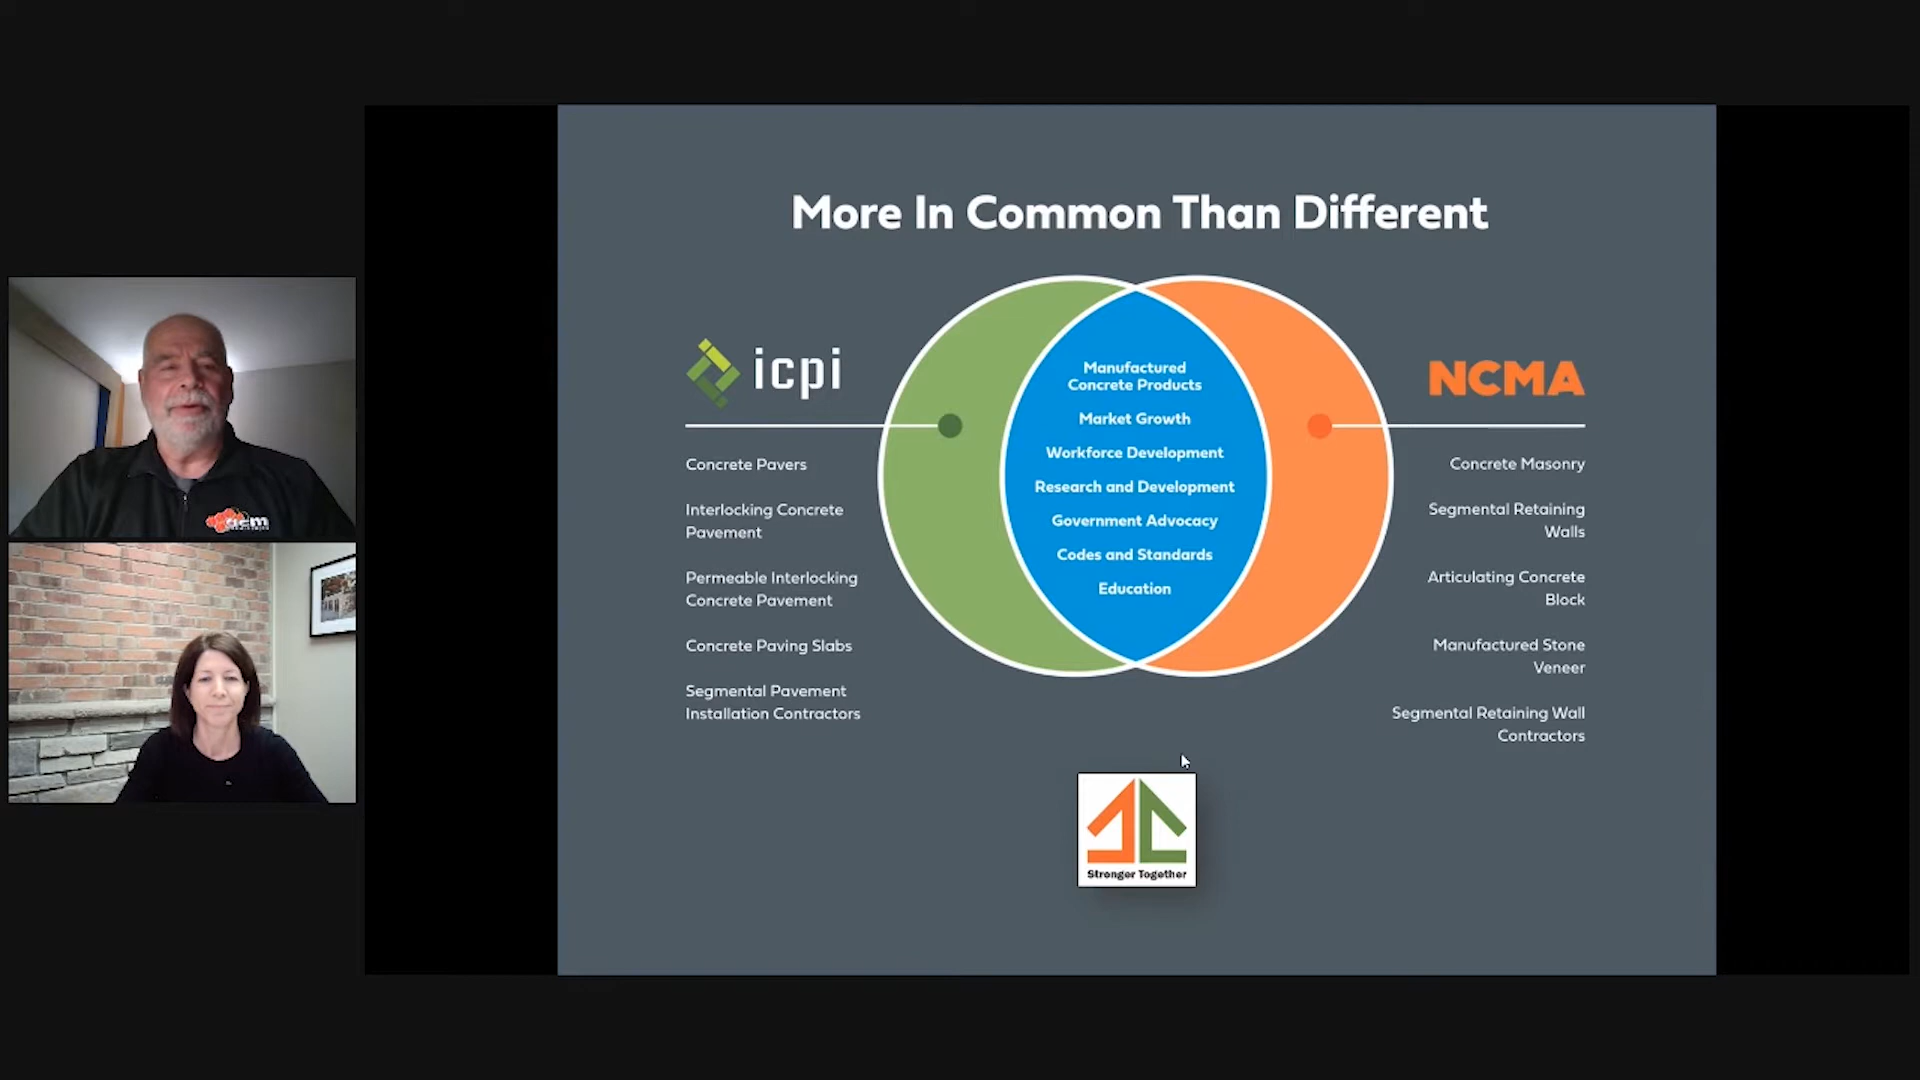 More In Common Than Different
icpi
Concrete Pavers
Interlocking Concrete
Pavement
Permeable Interlocking
Concrete Pavement
Concrete Paving Slabs
Segmental Pavement
Installation Contractors
Manufactured
Concrete Products
Market Growth
Workforce Development
Research and Development
Government Advocacy
Codes and Standards
Education
NCMA
Concrete Masonry
Segmental Retaining
Walls
Articulating Concrete
Block
Manufactured Stone
Veneer
Segmental Retaining Wall
Contractors
Stronger Together